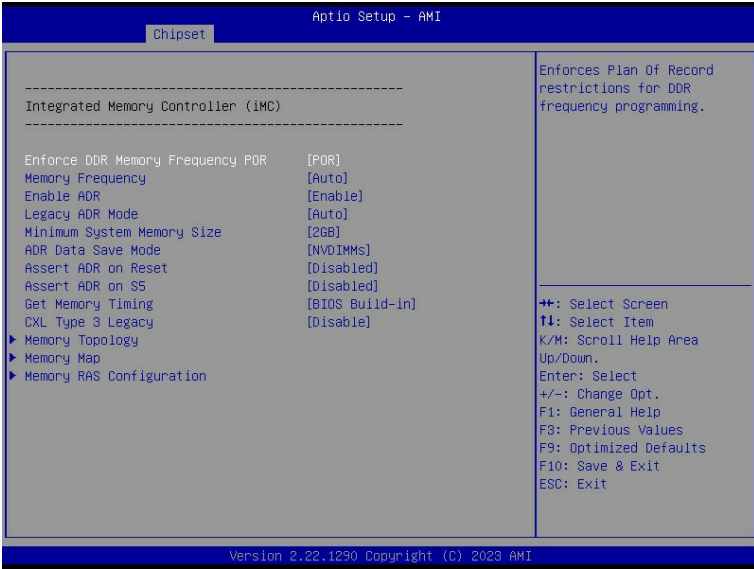 Aptio Setup – AMI
Chipset
------------------------------------------------
Integrated Memory Controller (iMC)
------------------------------------------------
Enforce DDR Memory Frequency POR [POR]
Memory Frequency [Auto]
Enable ADR [Enable]
Legacy ADR Mode [Auto]
Minimum System Memory Size [2GB]
ADR Data Save Mode [NVDIMMs]
Assert ADR on Reset [Disabled]
Assert ADR on S5 [Disabled]
Get Memory Timing [BIOS Build-in]
CXL Type 3 Legacy [Disable]
Memory Topology
Memory Map
Memory RAS Configuration
Enforces Plan Of Record
restrictions for DDR
frequency programming.
→←: Select Screen
↑↓: Select Item
K/M: Scroll Help Area
Up/Down.
Enter: Select
+/-: Change Opt.
F1: General Help
F3: Previous Values
F9: Optimized Defaults
F10: Save & Exit
ESC: Exit
Version 2.22.1290 Copyright (C) 2023 AMI